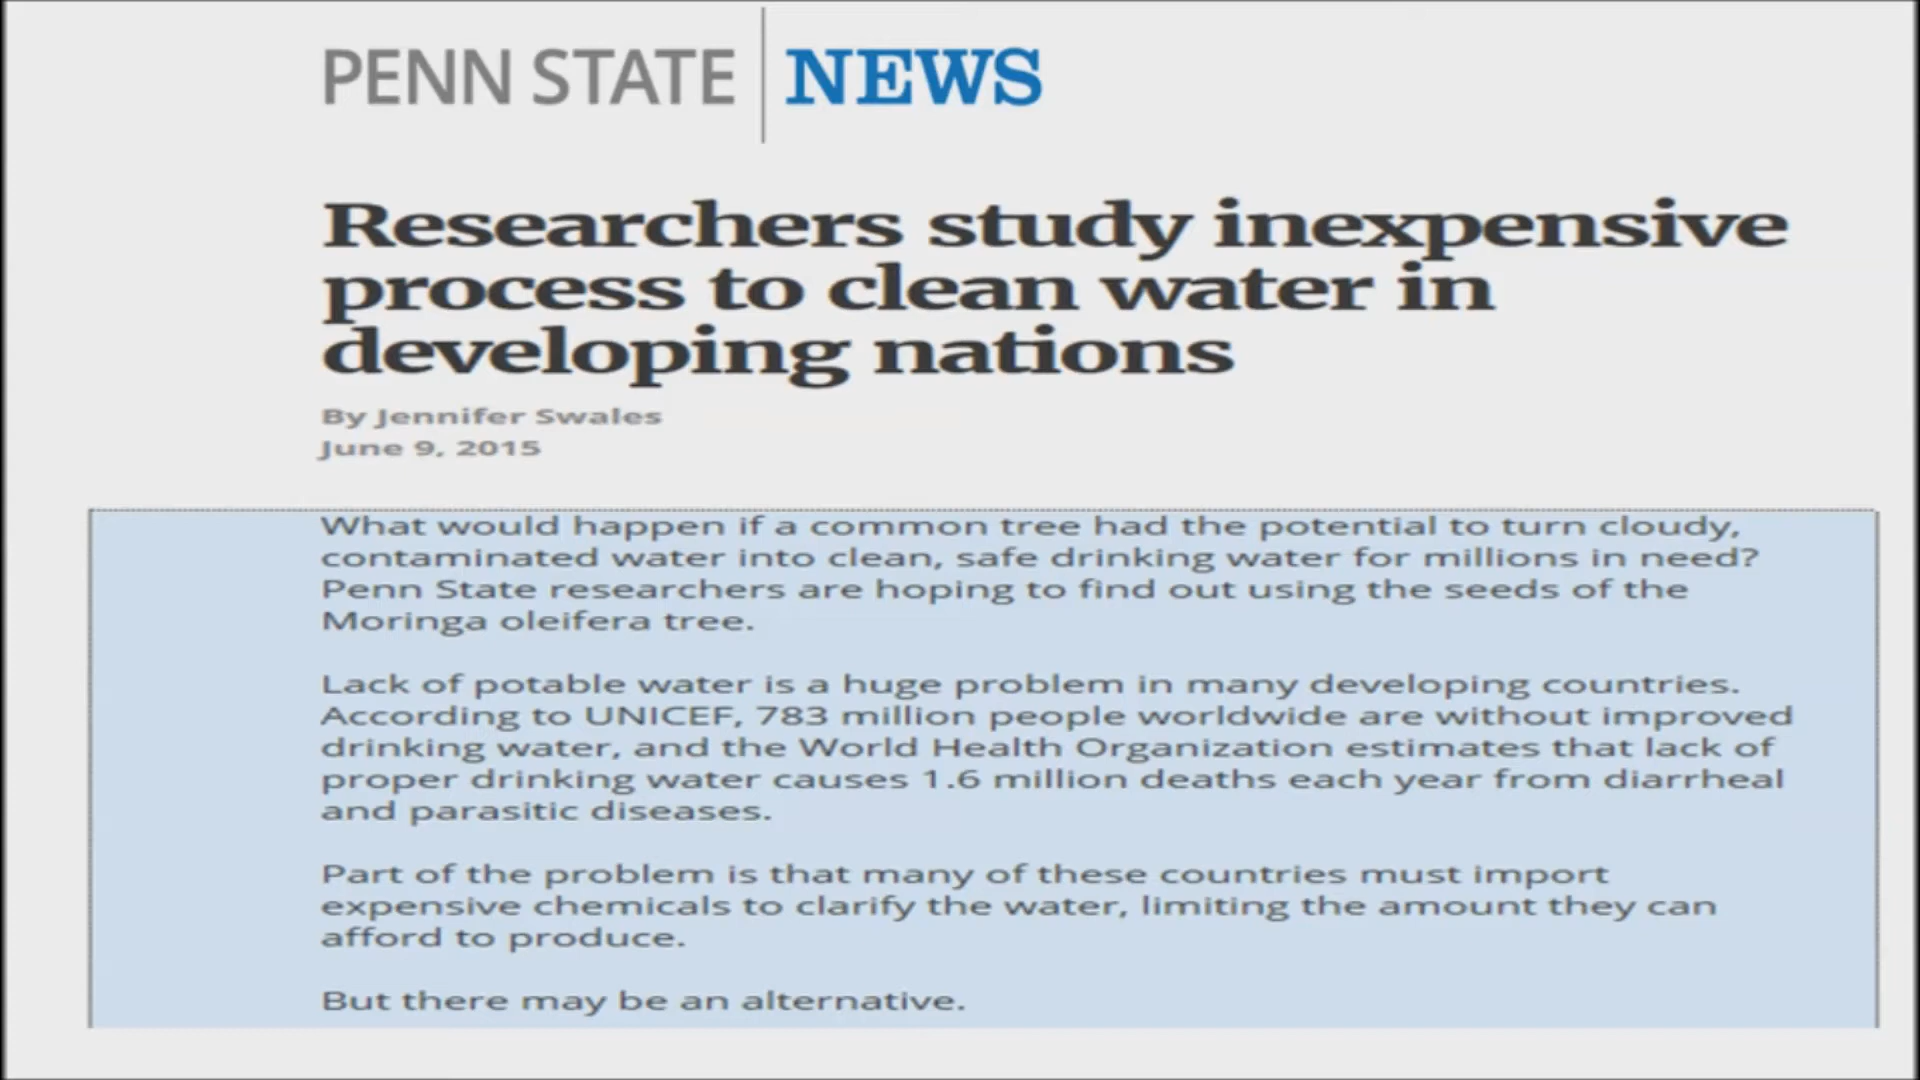 PENN STATE NEWS
Researchers study inexpensive
process to clean water in
developing nations
By Jennifer Swales
June 9, 2015
What would happen if a common tree had the potential to turn cloudy,
contaminated water into clean, safe drinking water for millions in need?
Penn State researchers are hoping to find out using the seeds of the
Moringa oleifera tree.
Lack of potable water is a huge problem in many developing countries.
According to UNICEF, 783 million people worldwide are without improved
drinking water, and the World Health Organization estimates that lack of
proper drinking water causes 1.6 million deaths each year from diarrheal
and parasitic diseases.
Part of the problem is that many of these countries must import
expensive chemicals to clarify the water, limiting the amount they can
afford to produce.
But there may be an alternative.